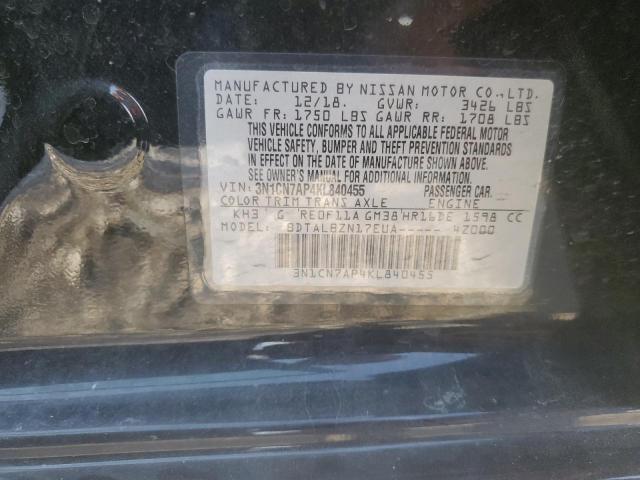 MANUFACTURED BY NISSAN MOTOR CO.,LTD.
DATE: 12/18. GVWR: 3426 LBS
GAWR FR: 1750 LBS GAWR RR: 1708 LBS
THIS VEHICLE CONFORMS TO ALL APPLICABLE FEDERAL MOTOR
VEHICLE SAFETY, BUMPER AND THEFT PREVENTION STANDARDS
IN EFFECT ON THE DATE OF MANUFACTURE SHOWN ABOVE.
SEE OWNER'S MANUAL FOR ADDITIONAL INFORMATION.
VIN: 3N1CN7AP4KL840455 PASSENGER CAR
COLOR TRIM TRANS AXLE ENGINE
KH3 G RE0F11A GM38 HR16DE 1598 CC
MODEL: BDTALBZN17EUA----- 4Z000
3N1CN7AP4KL840455